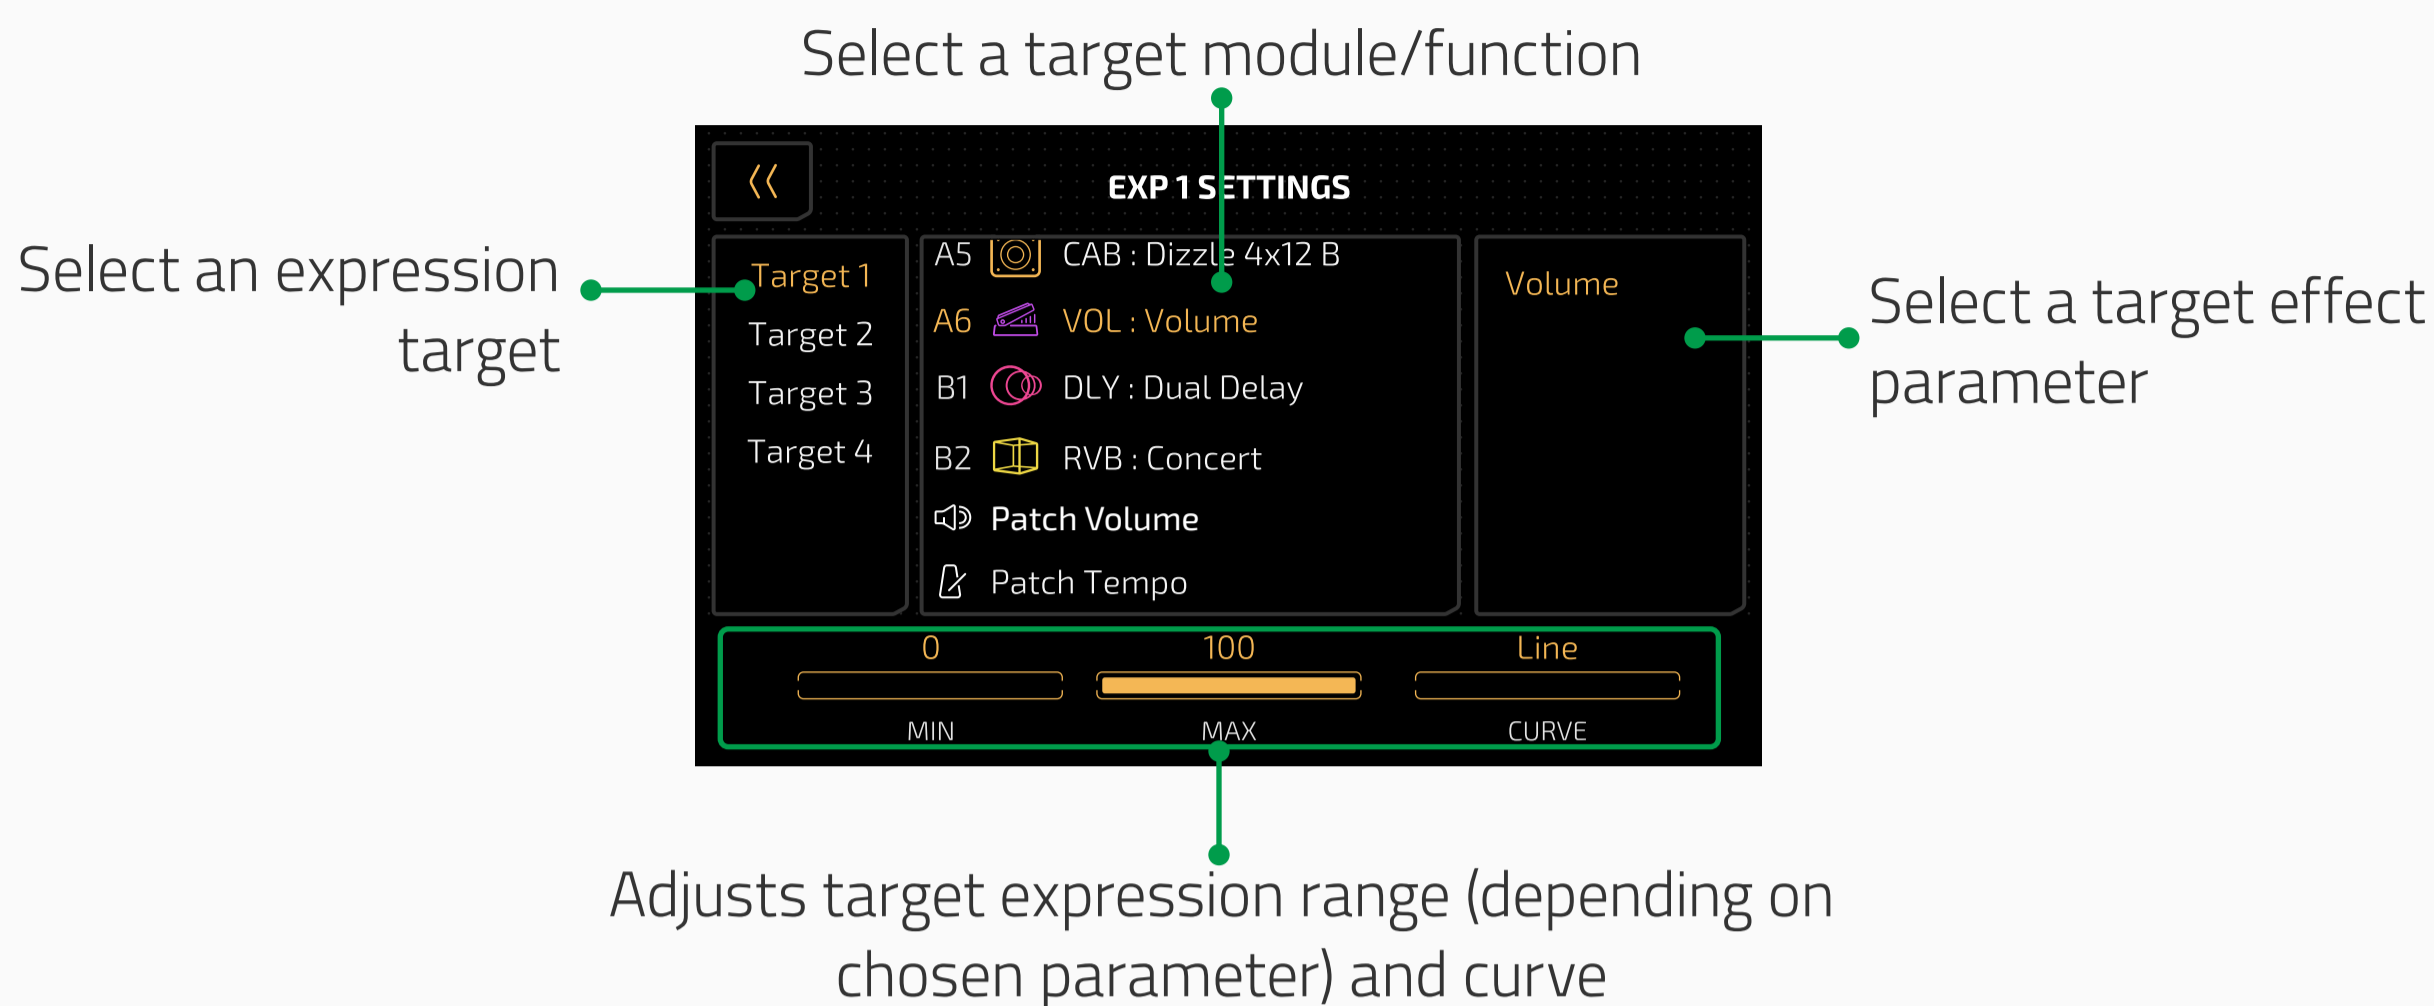 Select a target module/function
EXP 1 SETTINGS
Select an expression
target
Target 1
Target 2
Target 3
Target 4
A5 CAB : Dizzle 4x12 B
A6 VOL : Volume
B1 DLY : Dual Delay
B2 RVB : Concert
Patch Volume
Patch Tempo
Volume
Select a target effect
parameter
0 100 Line
MIN MAX CURVE
Adjusts target expression range (depending on
chosen parameter) and curve